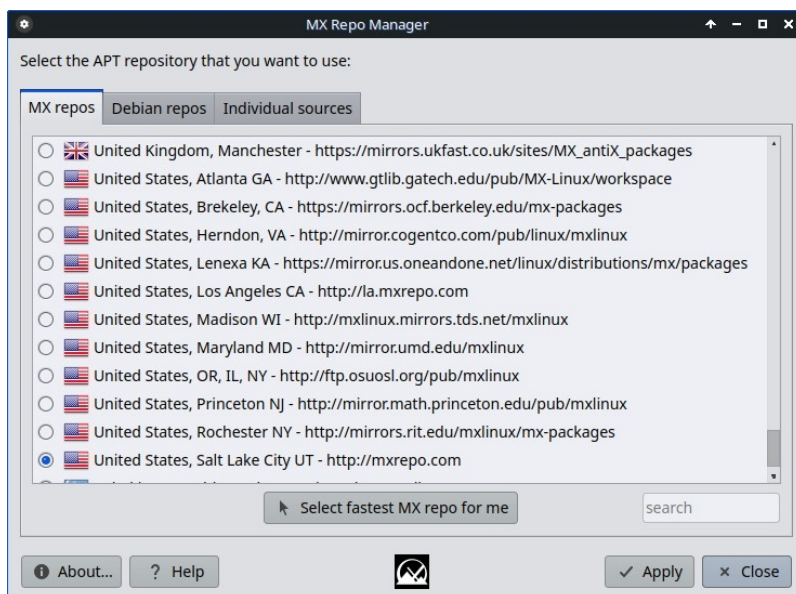 MX Repo Manager
Select the APT repository that you want to use:
MX repos Debian repos Individual sources
United Kingdom, Manchester - https://mirrors.ukfast.co.uk/sites/MX_antiX_packages
United States, Atlanta GA - http://www.gtlib.gatech.edu/pub/MX-Linux/workspace
United States, Brekeley, CA - https://mirrors.ocf.berkeley.edu/mx-packages
United States, Herndon, VA - http://mirror.cogentco.com/pub/linux/mxlinux
United States, Lenexa KA - https://mirror.us.oneandone.net/linux/distributions/mx/packages
United States, Los Angeles CA - http://la.mxrepo.com
United States, Madison WI - http://mxlinux.mirrors.tds.net/mxlinux
United States, Maryland MD - http://mirror.umd.edu/mxlinux
United States, OR, IL, NY - http://ftp.osuosl.org/pub/mxlinux
United States, Princeton NJ - http://mirror.math.princeton.edu/pub/mxlinux
United States, Rochester NY - http://mirrors.rit.edu/mxlinux/mx-packages
United States, Salt Lake City UT - http://mxrepo.com
Select fastest MX repo for me search
About... ? Help Apply Close